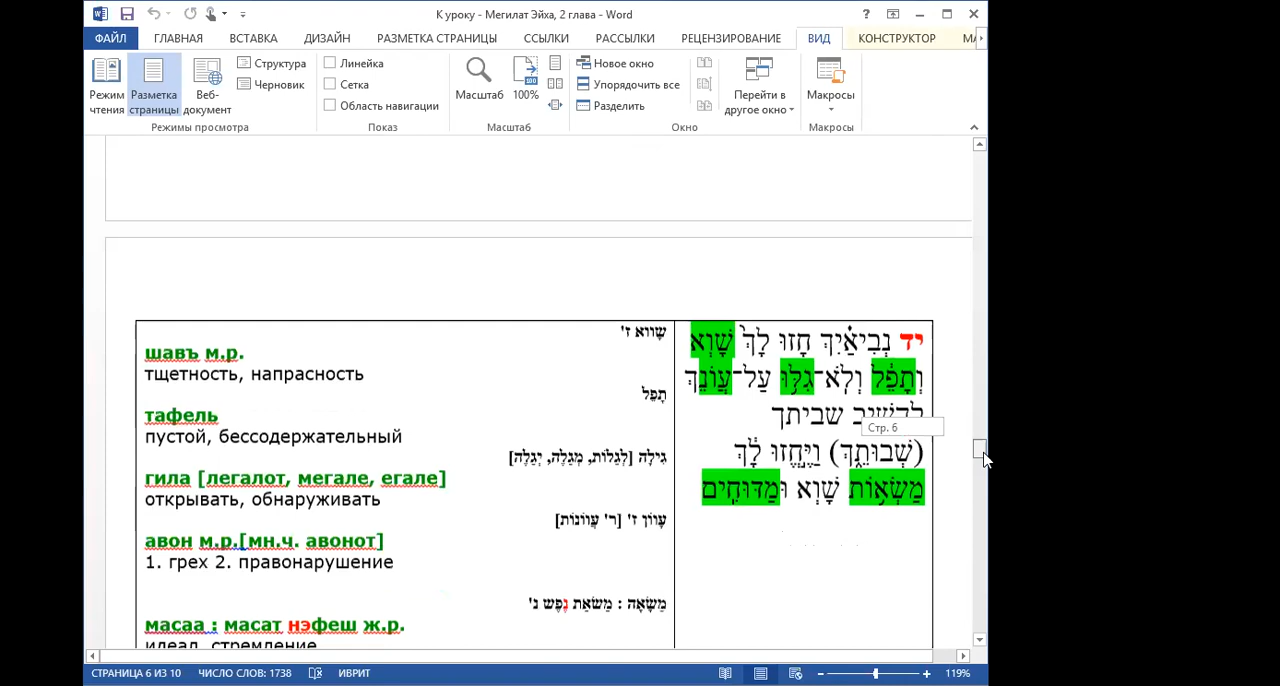 К уроку - Мегилат Эйха, 2 глава - Word
ФАЙЛ ГЛАВНАЯ ВСТАВКА ДИЗАЙН РАЗМЕТКА СТРАНИЦЫ ССЫЛКИ РАССЫЛКИ РЕЦЕНЗИРОВАНИЕ ВИД КОНСТРУКТОР
Режим чтения
Разметка страницы
Веб-документ
Структура
Черновик
Режимы просмотра
Линейка
Сетка
Область навигации
Показ
Масштаб
100%
Масштаб
Новое окно
Упорядочить все
Разделить
Перейти в другое окно
Окно
Макросы
Макросы
יד נְבִיאַ֗יִךְ חָ֤זוּ לָךְ֙ שָׁ֣וְא
וְתָפֵ֔ל וְלֹֽא־גִלּ֥וּ עַל־עֲוֺנֵ֖ךְ
שביתך
(שְׁבוּתֵ֑ךְ) וַיֶּ֣חֱזוּ לָ֔ךְ
מַשְׂא֥וֹת שָׁ֖וְא וּמַדּוּחִֽים
Стр. 6
שָׁווא ז'
шавъ м.р.
тщетность, напрасность
תָּפֵל
тафель
пустой, бессодержательный
גִילָּה [לְגַלּוֹת, מְגַלֶּה, יְגַלֶּה]
гила [легалот, мегале, егале]
открывать, обнаруживать
עָווֹן ז' [ר' עֲווֹנוֹת]
авон м.р.[мн.ч. авонот]
1. грех 2. правонарушение
מַשָּׂאָה : מַשְׂאַת נֶפֶש נ'
масаа : масат нэфеш ж.р.
идеал, стремление
СТРАНИЦА 6 ИЗ 10 ЧИСЛО СЛОВ: 1738 ИВРИТ 119%